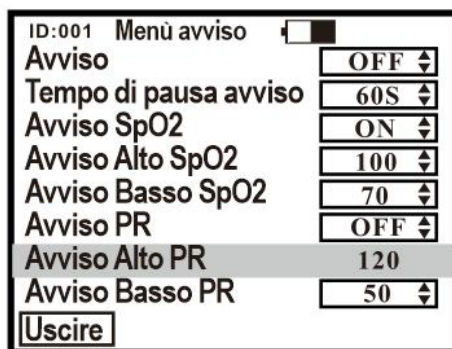 ID:001 Menù avviso
Avviso OFF
Tempo di pausa avviso 60S
Avviso SpO2 ON
Avviso Alto SpO2 100
Avviso Basso SpO2 70
Avviso PR OFF
Avviso Alto PR 120
Avviso Basso PR 50
Uscire